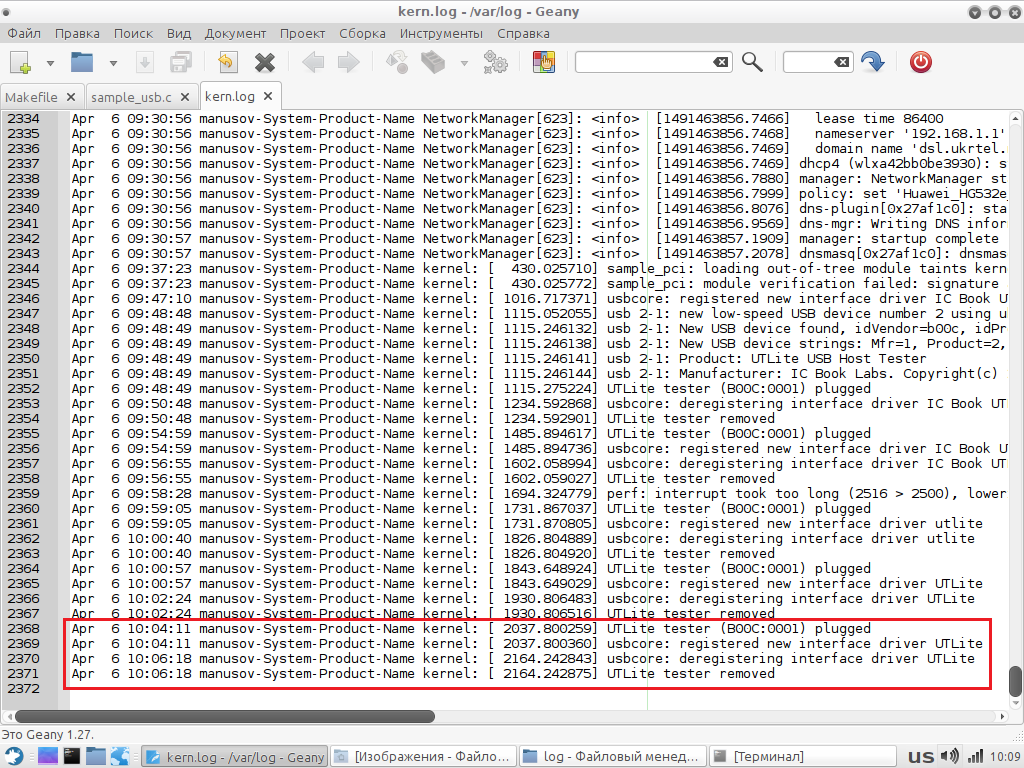 kern.log - /var/log - Geany
Файл Правка Поиск Вид Документ Проект Сборка Инструменты Справка
Makefile sample_usb.c kern.log
2334 Apr  6 09:30:56 manusov-System-Product-Name NetworkManager[623]: <info>  [1491463856.7466]   lease time 86400
2335 Apr  6 09:30:56 manusov-System-Product-Name NetworkManager[623]: <info>  [1491463856.7468]   nameserver '192.168.1.1'
2336 Apr  6 09:30:56 manusov-System-Product-Name NetworkManager[623]: <info>  [1491463856.7469]   domain name 'dsl.ukrtel.
2337 Apr  6 09:30:56 manusov-System-Product-Name NetworkManager[623]: <info>  [1491463856.7469] dhcp4 (wlxa42bb0be3930): s
2338 Apr  6 09:30:56 manusov-System-Product-Name NetworkManager[623]: <info>  [1491463856.7880] manager: NetworkManager st
2339 Apr  6 09:30:56 manusov-System-Product-Name NetworkManager[623]: <info>  [1491463856.7999] policy: set 'Huawei_HG532e
2340 Apr  6 09:30:56 manusov-System-Product-Name NetworkManager[623]: <info>  [1491463856.8076] dns-plugin[0x27af1c0]: sta
2341 Apr  6 09:30:56 manusov-System-Product-Name NetworkManager[623]: <info>  [1491463856.9569] dns-mgr: Writing DNS infor
2342 Apr  6 09:30:57 manusov-System-Product-Name NetworkManager[623]: <info>  [1491463857.1909] manager: startup complete
2343 Apr  6 09:30:57 manusov-System-Product-Name NetworkManager[623]: <info>  [1491463857.2078] dnsmasq[0x27af1c0]: dnsmas
2344 Apr  6 09:37:23 manusov-System-Product-Name kernel: [  430.025710] sample_pci: loading out-of-tree module taints kern
2345 Apr  6 09:37:23 manusov-System-Product-Name kernel: [  430.025772] sample_pci: module verification failed: signature
2346 Apr  6 09:47:10 manusov-System-Product-Name kernel: [ 1016.717371] usbcore: registered new interface driver IC Book U
2347 Apr  6 09:48:48 manusov-System-Product-Name kernel: [ 1115.052055] usb 2-1: new low-speed USB device number 2 using u
2348 Apr  6 09:48:49 manusov-System-Product-Name kernel: [ 1115.246132] usb 2-1: New USB device found, idVendor=b00c, idPr
2349 Apr  6 09:48:49 manusov-System-Product-Name kernel: [ 1115.246138] usb 2-1: New USB device strings: Mfr=1, Product=2,
2350 Apr  6 09:48:49 manusov-System-Product-Name kernel: [ 1115.246141] usb 2-1: Product: UTLite USB Host Tester
2351 Apr  6 09:48:49 manusov-System-Product-Name kernel: [ 1115.246144] usb 2-1: Manufacturer: IC Book Labs. Copyright(c)
2352 Apr  6 09:48:49 manusov-System-Product-Name kernel: [ 1115.275224] UTLite tester (B00C:0001) plugged
2353 Apr  6 09:50:48 manusov-System-Product-Name kernel: [ 1234.592868] usbcore: deregistering interface driver IC Book UT
2354 Apr  6 09:50:48 manusov-System-Product-Name kernel: [ 1234.592901] UTLite tester removed
2355 Apr  6 09:54:59 manusov-System-Product-Name kernel: [ 1485.894617] UTLite tester (B00C:0001) plugged
2356 Apr  6 09:54:59 manusov-System-Product-Name kernel: [ 1485.894736] usbcore: registered new interface driver IC Book U
2357 Apr  6 09:56:55 manusov-System-Product-Name kernel: [ 1602.058994] usbcore: deregistering interface driver IC Book UT
2358 Apr  6 09:56:55 manusov-System-Product-Name kernel: [ 1602.059027] UTLite tester removed
2359 Apr  6 09:58:28 manusov-System-Product-Name kernel: [ 1694.324779] perf: interrupt took too long (2516 > 2500), lower
2360 Apr  6 09:59:05 manusov-System-Product-Name kernel: [ 1731.867037] UTLite tester (B00C:0001) plugged
2361 Apr  6 09:59:05 manusov-System-Product-Name kernel: [ 1731.870805] usbcore: registered new interface driver utlite
2362 Apr  6 10:00:40 manusov-System-Product-Name kernel: [ 1826.804889] usbcore: deregistering interface driver utlite
2363 Apr  6 10:00:40 manusov-System-Product-Name kernel: [ 1826.804920] UTLite tester removed
2364 Apr  6 10:00:57 manusov-System-Product-Name kernel: [ 1843.648924] UTLite tester (B00C:0001) plugged
2365 Apr  6 10:00:57 manusov-System-Product-Name kernel: [ 1843.649029] usbcore: registered new interface driver UTLite
2366 Apr  6 10:02:24 manusov-System-Product-Name kernel: [ 1930.806483] usbcore: deregistering interface driver UTLite
2367 Apr  6 10:02:24 manusov-System-Product-Name kernel: [ 1930.806516] UTLite tester removed
2368 Apr  6 10:04:11 manusov-System-Product-Name kernel: [ 2037.800259] UTLite tester (B00C:0001) plugged
2369 Apr  6 10:04:11 manusov-System-Product-Name kernel: [ 2037.800360] usbcore: registered new interface driver UTLite
2370 Apr  6 10:06:18 manusov-System-Product-Name kernel: [ 2164.242843] usbcore: deregistering interface driver UTLite
2371 Apr  6 10:06:18 manusov-System-Product-Name kernel: [ 2164.242875] UTLite tester removed
2372
Это Geany 1.27.
kern.log - /var/log - Geany [Изображения - Файло... log - Файловый менед... [Терминал] us 10:09